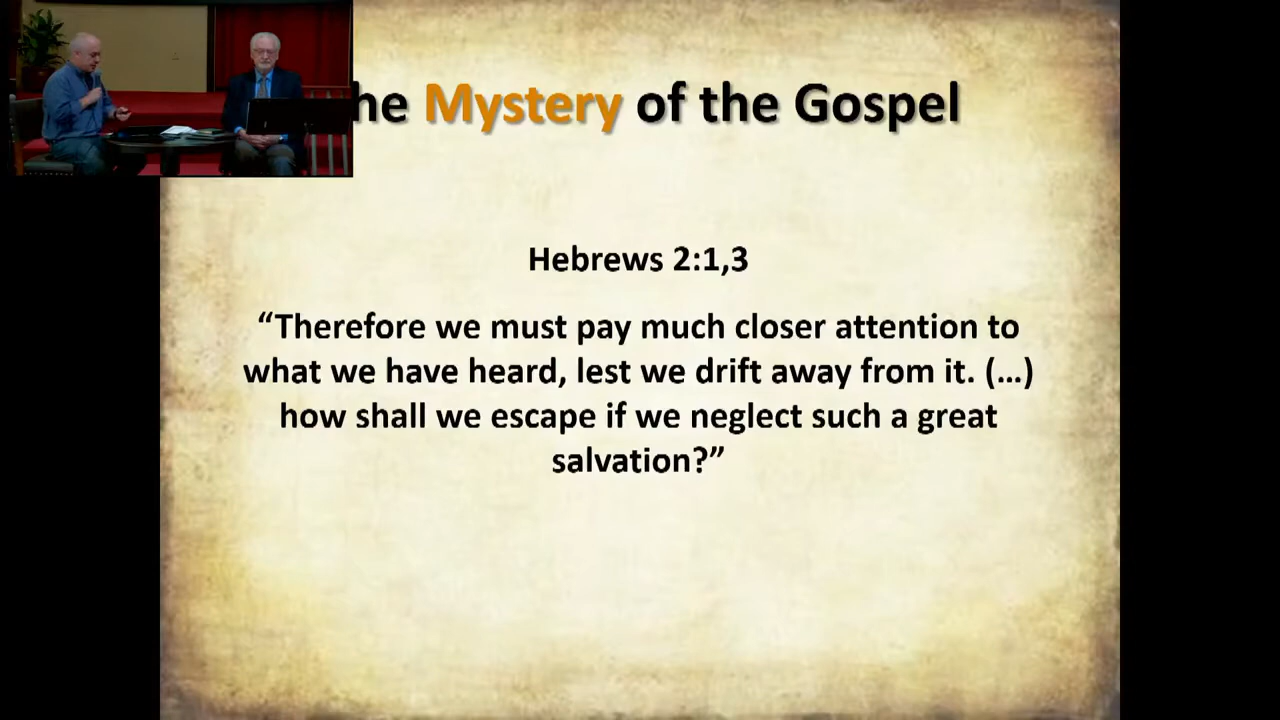 he Mystery of the Gospel
Hebrews 2:1,3
“Therefore we must pay much closer attention to
what we have heard, lest we drift away from it. (...)
how shall we escape if we neglect such a great
salvation?”